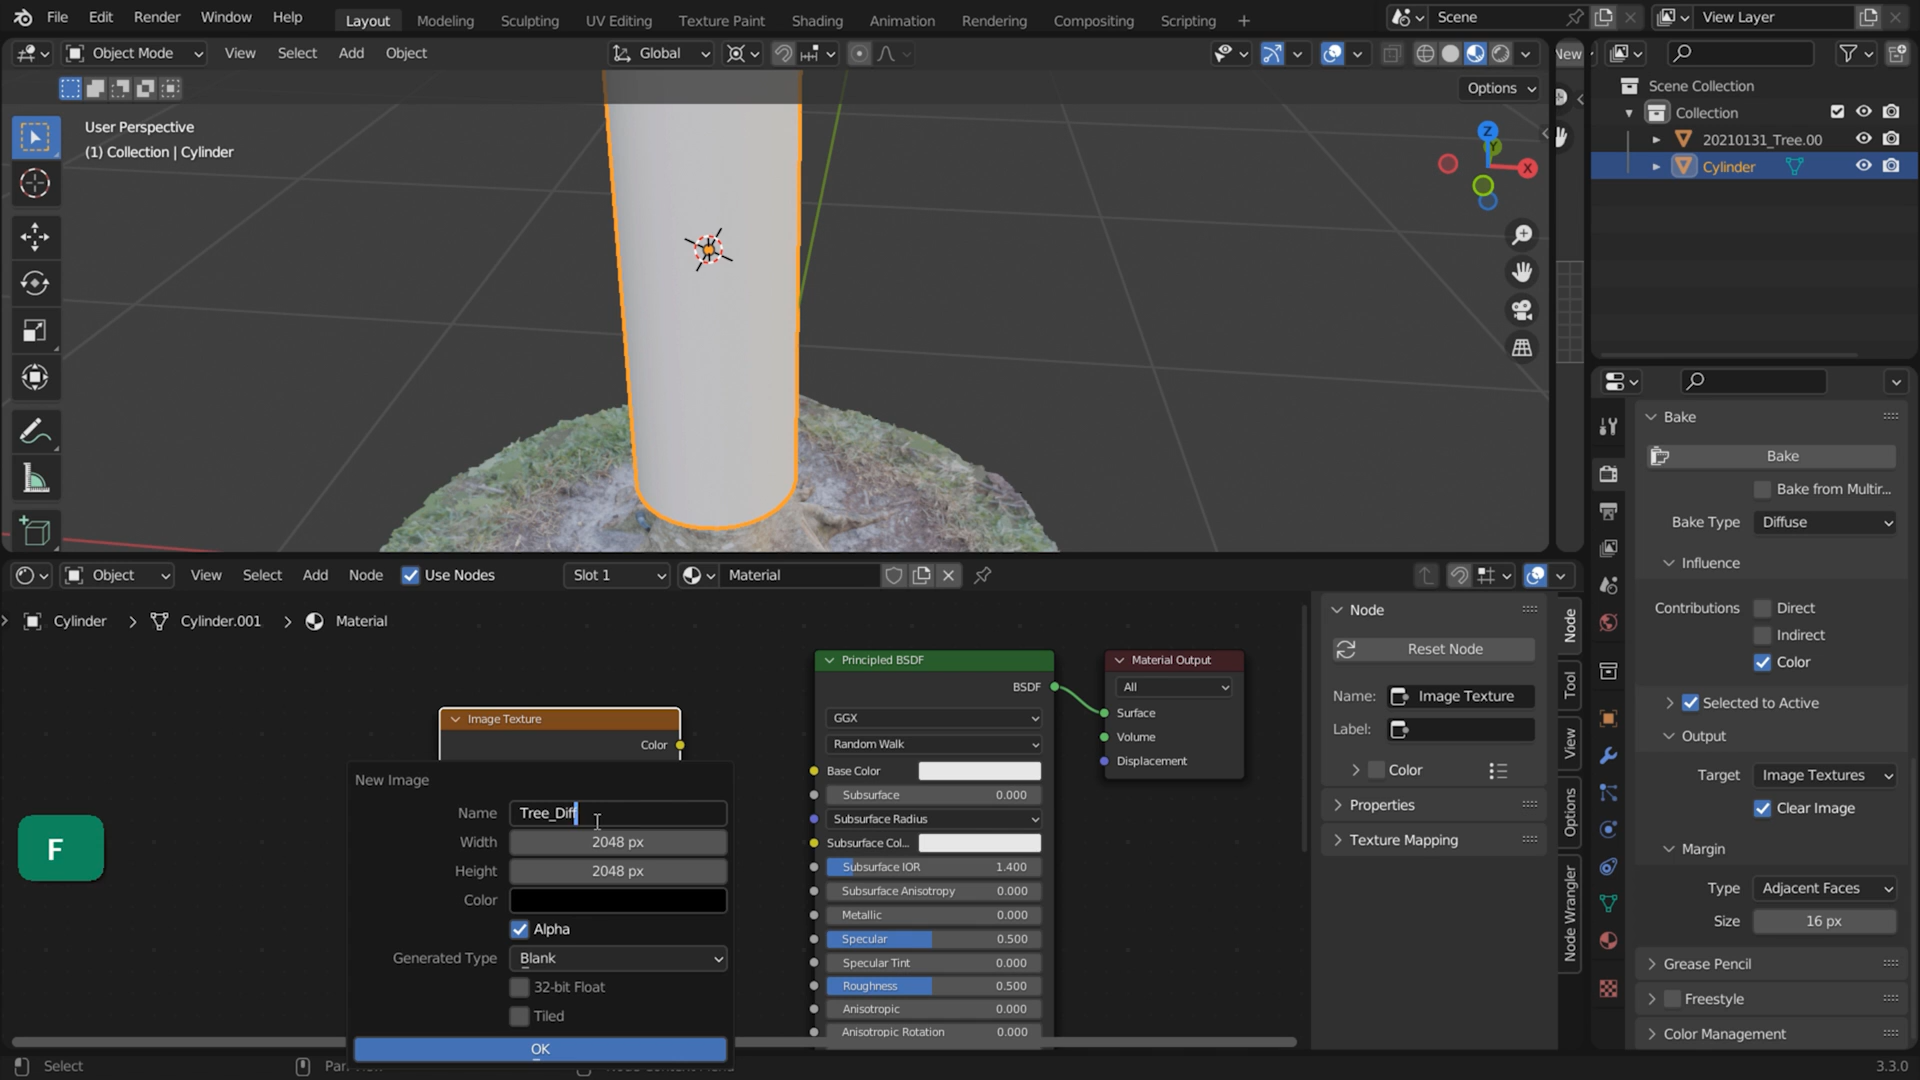 File Edit Render Window Help Layout Modeling Sculpting UV Editing Texture Paint Shading Animation Rendering Compositing Scripting + Scene View Layer
Object Mode View Select Add Object Global New
Options
User Perspective
(1) Collection | Cylinder
Z
Y
X
Scene Collection
Collection
20210131_Tree.00
Cylinder
Bake
Bake
Bake from Multir...
Bake Type Diffuse
Influence
Contributions Direct
Indirect
Color
Selected to Active
Output
Target Image Textures
Clear Image
Margin
Type Adjacent Faces
Size 16 px
Grease Pencil
Freestyle
Color Management
Object View Select Add Node Use Nodes Slot 1 Material
Cylinder > Cylinder.001 > Material
Image Texture
Color
New Image
Name Tree_Diff
Width 2048 px
Height 2048 px
Color
Alpha
Generated Type Blank
32-bit Float
Tiled
OK
F
Principled BSDF
BSDF
GGX
Random Walk
Base Color
Subsurface 0.000
Subsurface Radius
Subsurface Col...
Subsurface IOR 1.400
Subsurface Anisotropy 0.000
Metallic 0.000
Specular 0.500
Specular Tint 0.000
Roughness 0.500
Anisotropic 0.000
Anisotropic Rotation 0.000
Material Output
All
Surface
Volume
Displacement
Node
Reset Node
Name: Image Texture
Label:
Color
Properties
Texture Mapping
Node
Tool
View
Options
Node Wrangler
Select
3.3.0